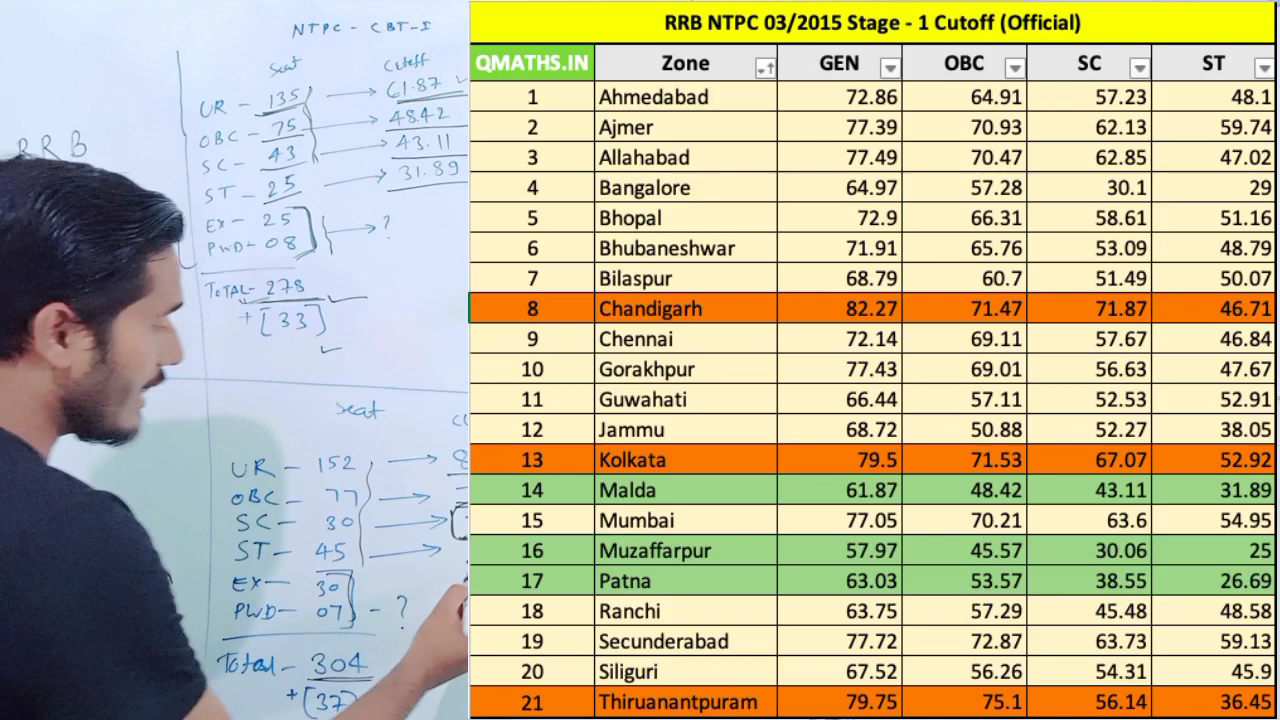 NTPC - CBT-I
Seat Cutoff
UR - 135 → 61.87
OBC - 75 → 48.42
SC - 43 → 43.11
ST - 25 → 31.89
EX - 25
PWD - 08 → ?
TOTAL - 278
+ [33]
RRB
Seat
UR - 152 →
OBC - 77 →
SC - 30 →
ST - 45 →
EX - 30
PWD - 07 - ?
Total - 304
+ [37]
RRB NTPC 03/2015 Stage - 1 Cutoff (Official)
QMATHS.IN Zone GEN OBC SC ST
1 Ahmedabad 72.86 64.91 57.23 48.1
2 Ajmer 77.39 70.93 62.13 59.74
3 Allahabad 77.49 70.47 62.85 47.02
4 Bangalore 64.97 57.28 30.1 29
5 Bhopal 72.9 66.31 58.61 51.16
6 Bhubaneshwar 71.91 65.76 53.09 48.79
7 Bilaspur 68.79 60.7 51.49 50.07
8 Chandigarh 82.27 71.47 71.87 46.71
9 Chennai 72.14 69.11 57.67 46.84
10 Gorakhpur 77.43 69.01 56.63 47.67
11 Guwahati 66.44 57.11 52.53 52.91
12 Jammu 68.72 50.88 52.27 38.05
13 Kolkata 79.5 71.53 67.07 52.92
14 Malda 61.87 48.42 43.11 31.89
15 Mumbai 77.05 70.21 63.6 54.95
16 Muzaffarpur 57.97 45.57 30.06 25
17 Patna 63.03 53.57 38.55 26.69
18 Ranchi 63.75 57.29 45.48 48.58
19 Secunderabad 77.72 72.87 63.73 59.13
20 Siliguri 67.52 56.26 54.31 45.9
21 Thiruanantpuram 79.75 75.1 56.14 36.45